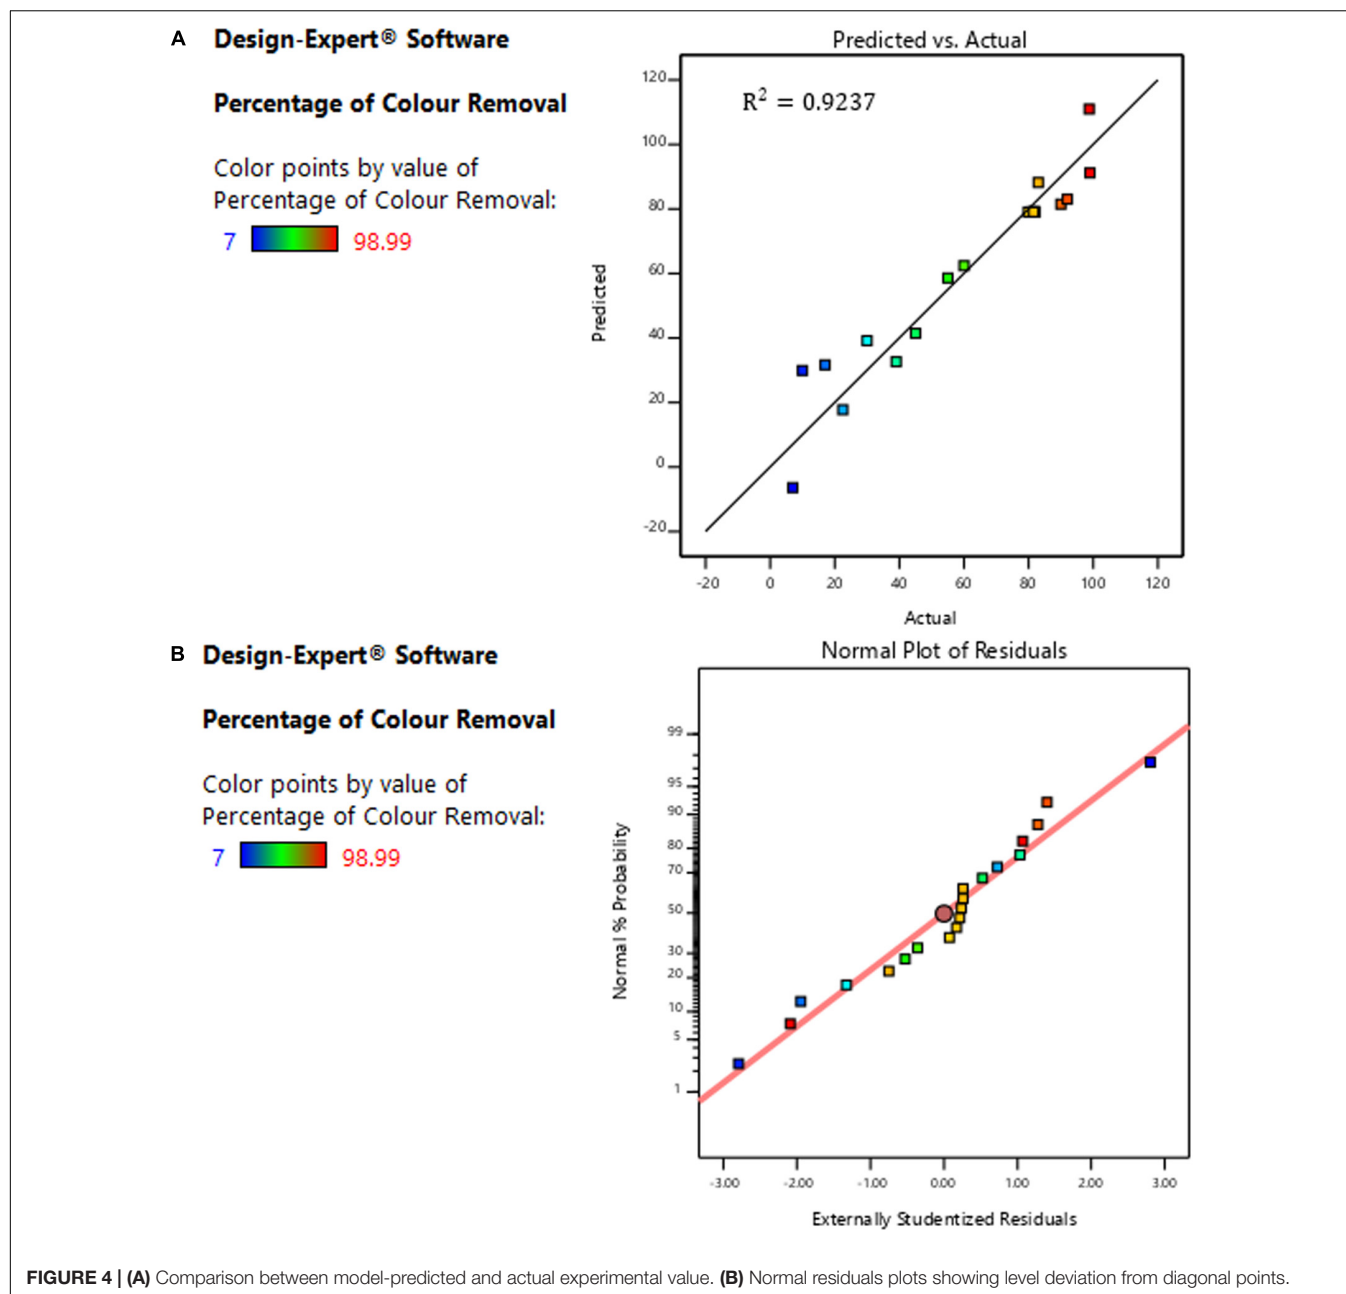 A
Design-Expert® Software
Percentage of Colour Removal
Color points by value of
Percentage of Colour Removal:
7 98.99
Predicted vs. Actual
R² = 0.9237
120
100
80
60
40
20
0
-20
Predicted
-20 0 20 40 60 80 100 120
Actual
B
Design-Expert® Software
Percentage of Colour Removal
Color points by value of
Percentage of Colour Removal:
7 98.99
Normal Plot of Residuals
99
95
90
80
70
50
30
20
10
5
1
Normal % Probability
-3.00 -2.00 -1.00 0.00 1.00 2.00 3.00
Externally Studentized Residuals
FIGURE 4 | (A) Comparison between model-predicted and actual experimental value. (B) Normal residuals plots showing level deviation from diagonal points.